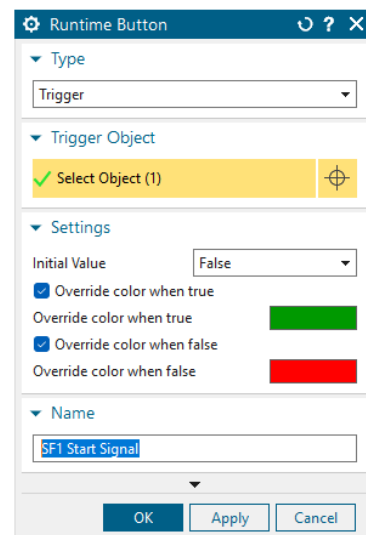 Runtime Button
Type
Trigger
Trigger Object
Select Object (1)
Settings
Initial Value False
Override color when true
Override color when true
Override color when false
Override color when false
Name
SF1 Start Signal
OK Apply Cancel